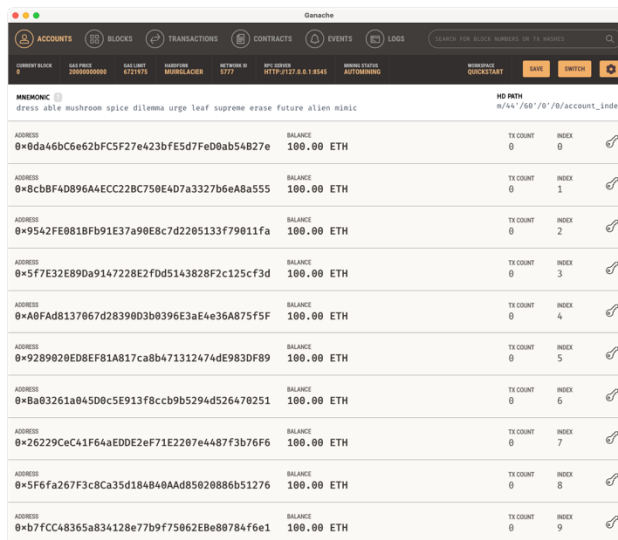 Ganache
ACCOUNTS BLOCKS TRANSACTIONS CONTRACTS EVENTS LOGS SEARCH FOR BLOCK NUMBERS OR TX HASHES
CURRENT BLOCK GAS PRICE GAS LIMIT HARDFORK NETWORK ID RPC SERVER MINING STATUS WORKSPACE
0 20000000000 6721975 MUIRGLACIER 5777 HTTP://127.0.0.1:8545 AUTOMINING QUICKSTART SAVE SWITCH
MNEMONIC ? HD PATH
dress able mushroom spice dilemma urge leaf supreme erase future alien mimic m/44'/60'/0'/0/account_inde
ADDRESS BALANCE TX COUNT INDEX
0×0da46bC6e62bFC5F27e423bfE5d7FeD0ab54B27e 100.00 ETH 0 0
ADDRESS BALANCE TX COUNT INDEX
0×8cbBF4D896A4ECC22BC750E4D7a3327b6eA8a555 100.00 ETH 0 1
ADDRESS BALANCE TX COUNT INDEX
0×9542FE081BFb91E37a90E8c7d2205133f79011fa 100.00 ETH 0 2
ADDRESS BALANCE TX COUNT INDEX
0×5f7E32E89Da9147228E2fDd5143828F2c125cf3d 100.00 ETH 0 3
ADDRESS BALANCE TX COUNT INDEX
0×A0FAd8137067d28390D3b0396E3aE4e36A875f5F 100.00 ETH 0 4
ADDRESS BALANCE TX COUNT INDEX
0×9289020ED8EF81A817ca8b471312474dE983DF89 100.00 ETH 0 5
ADDRESS BALANCE TX COUNT INDEX
0×Ba03261a045D0c5E913f8ccb9b5294d526470251 100.00 ETH 0 6
ADDRESS BALANCE TX COUNT INDEX
0×26229CeC41F64aEDDE2eF71E2207e4487f3b76F6 100.00 ETH 0 7
ADDRESS BALANCE TX COUNT INDEX
0×5F6fa267F3c8Ca35d184B40AAd85020886b51276 100.00 ETH 0 8
ADDRESS BALANCE TX COUNT INDEX
0×b7fCC48365a834128e77b9f75062EBe80784f6e1 100.00 ETH 0 9